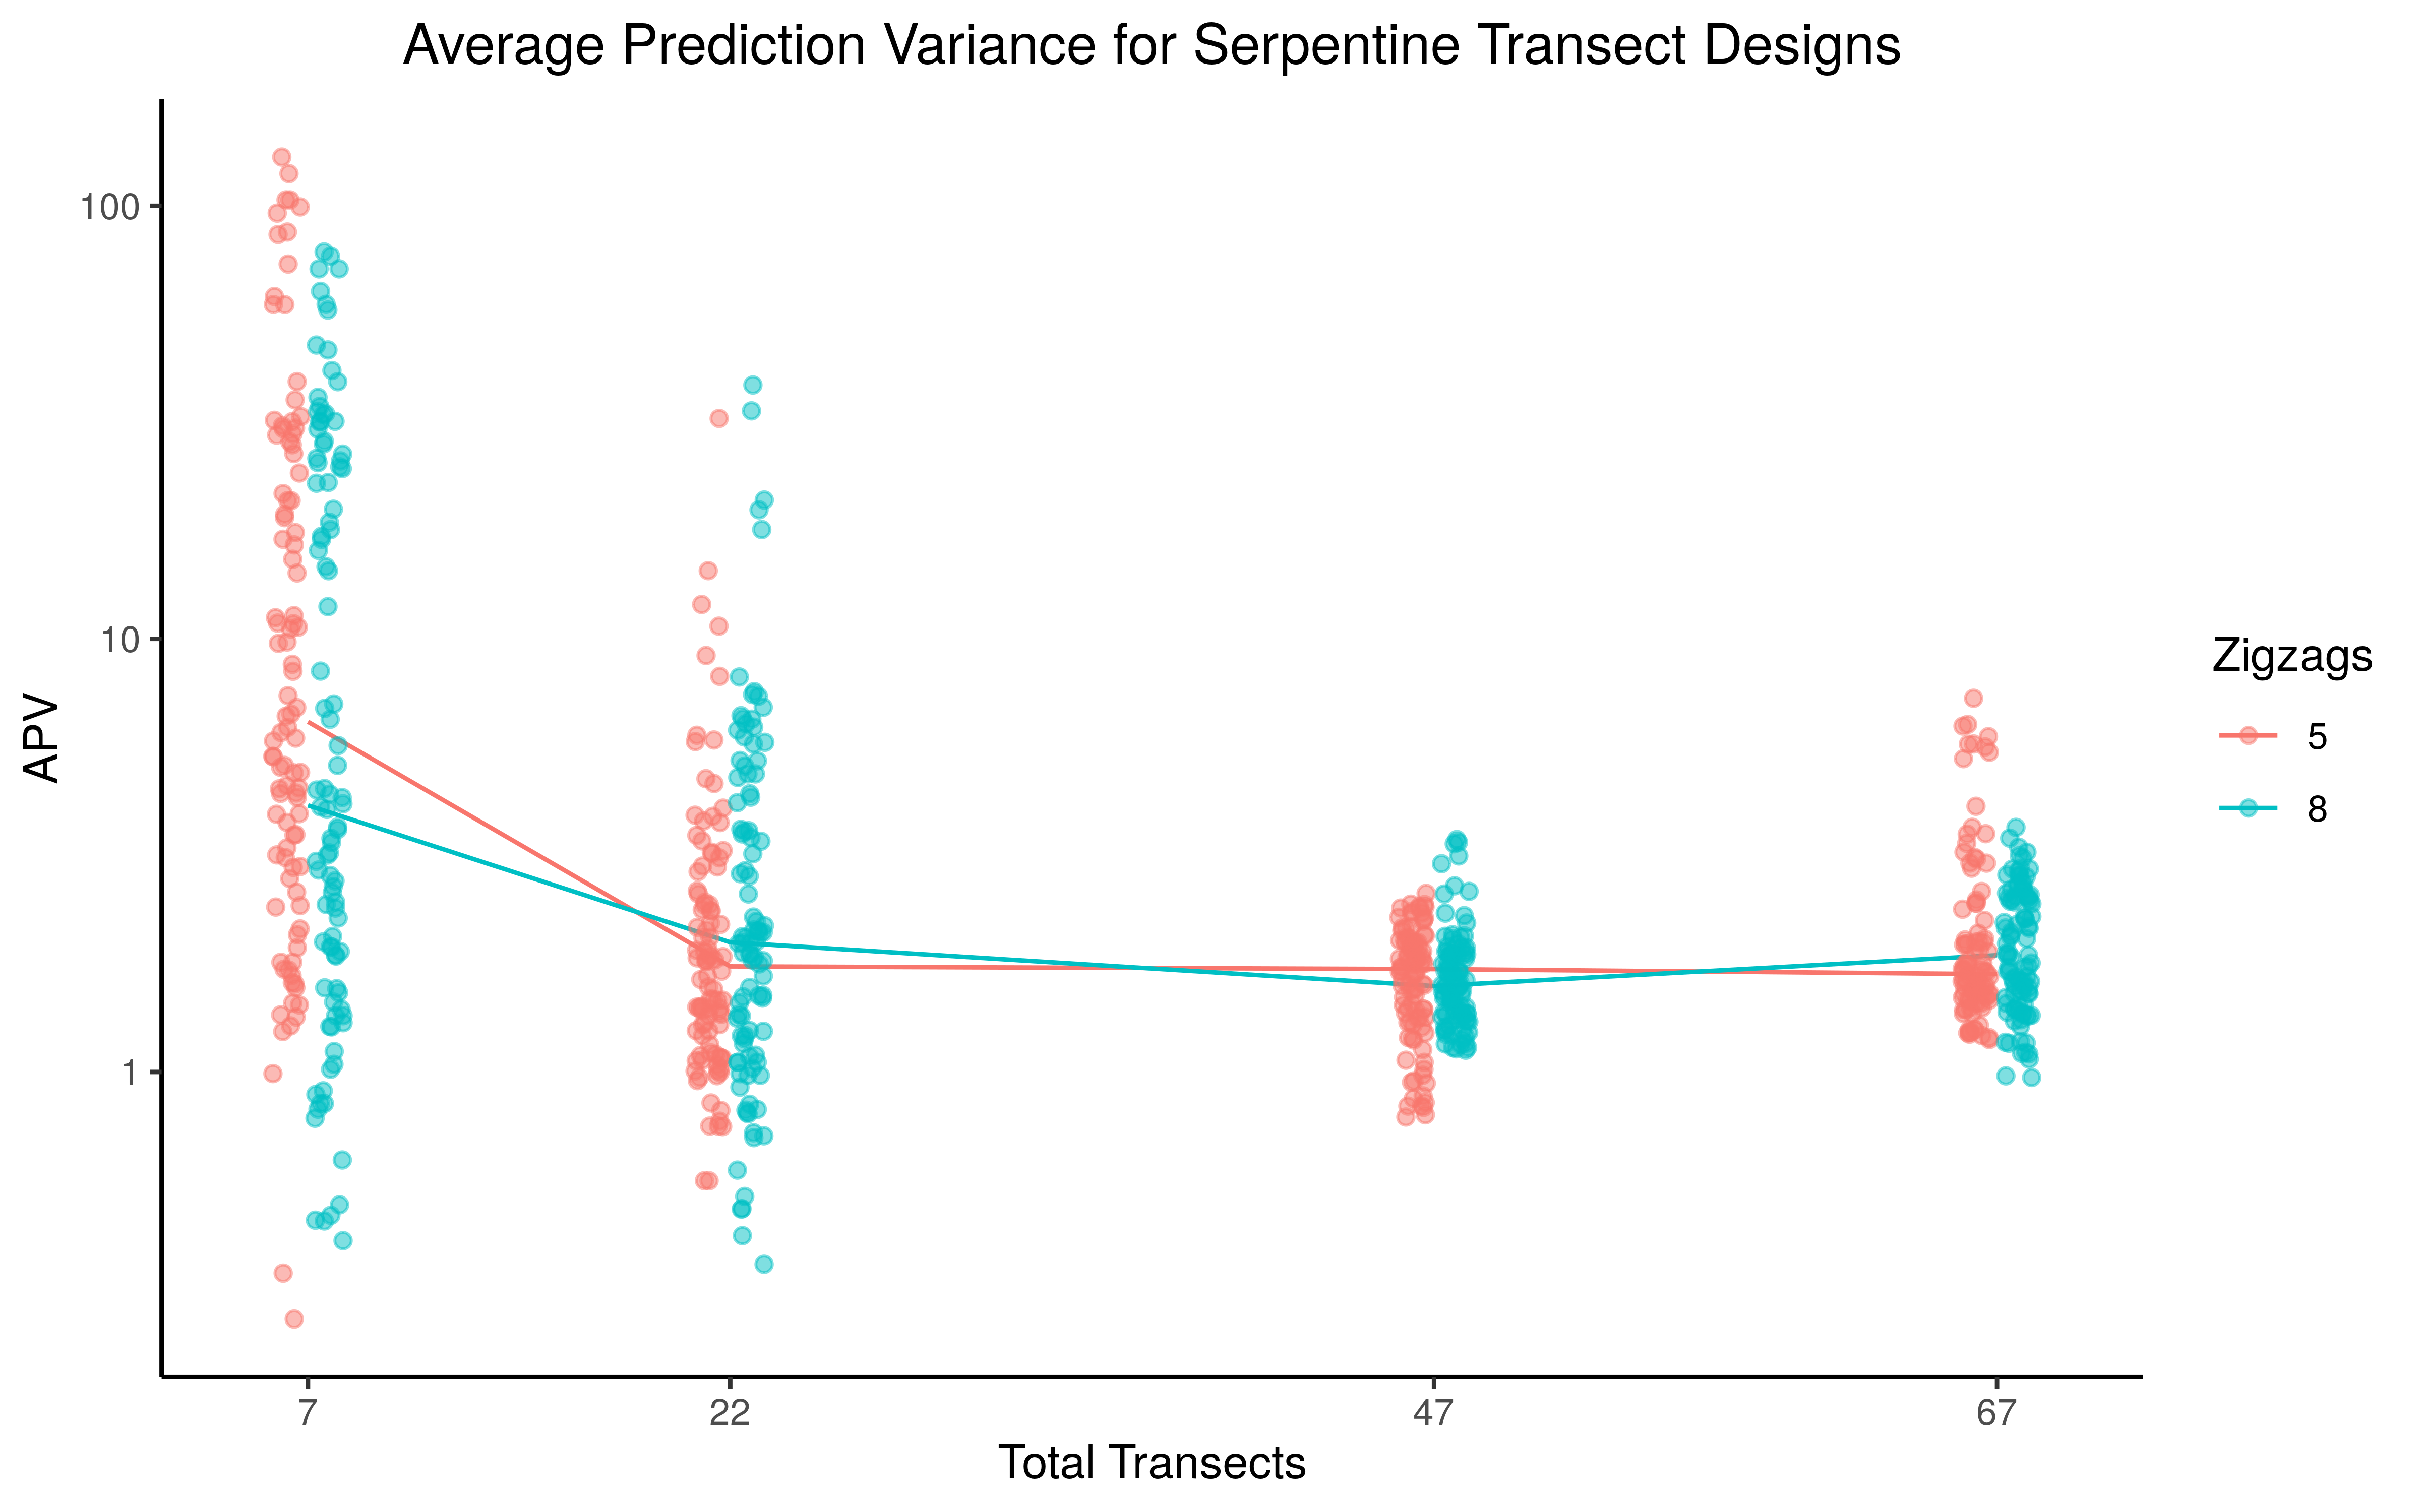 Average Prediction Variance for Serpentine Transect Designs
100
10
1
APV
7 22 47 67
Total Transects
Zigzags
5
8